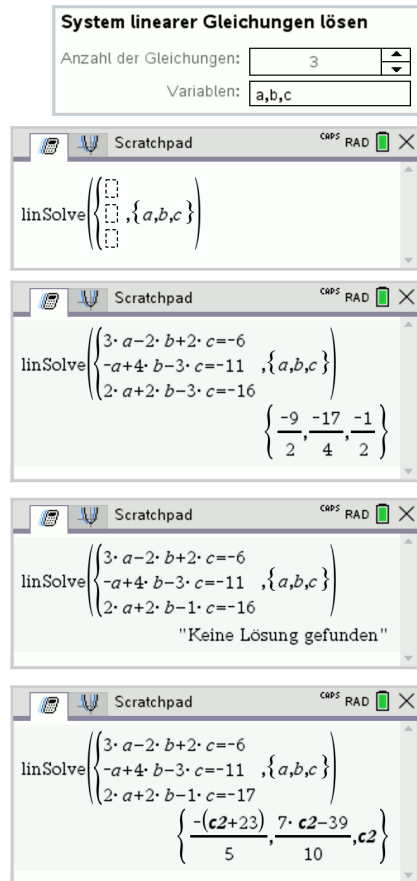 System linearer Gleichungen lösen
Anzahl der Gleichungen: 3
Variablen: a,b,c
Scratchpad CAPS RAD
linSolve({ ,{a,b,c})
Scratchpad CAPS RAD
3·a−2·b+2·c=-6
linSolve({-a+4·b−3·c=-11 ,{a,b,c})
2·a+2·b−3·c=-16
{-9/2, -17/4, -1/2}
Scratchpad CAPS RAD
3·a−2·b+2·c=-6
linSolve({-a+4·b−3·c=-11 ,{a,b,c})
2·a+2·b−1·c=-16
"Keine Lösung gefunden"
Scratchpad CAPS RAD
3·a−2·b+2·c=-6
linSolve({-a+4·b−3·c=-11 ,{a,b,c})
2·a+2·b−1·c=-17
{-(c2+23)/5, 7·c2−39/10, c2}